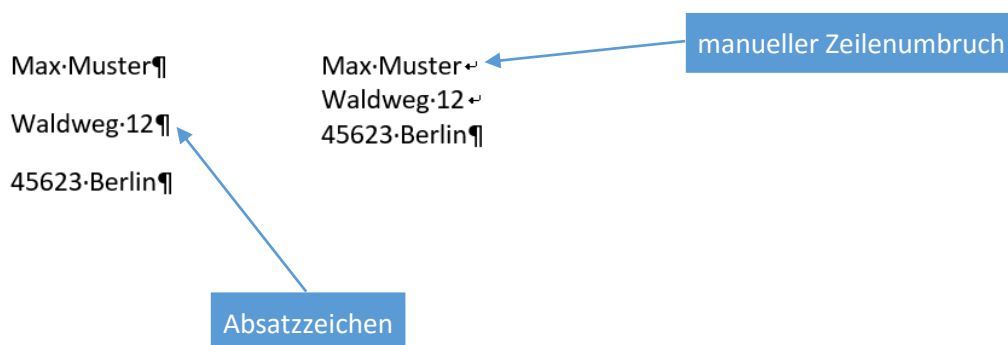 manueller Zeilenumbruch
Max·Muster¶
Waldweg·12¶
45623·Berlin¶
Max·Muster↵
Waldweg·12·↵
45623·Berlin¶
Absatzzeichen